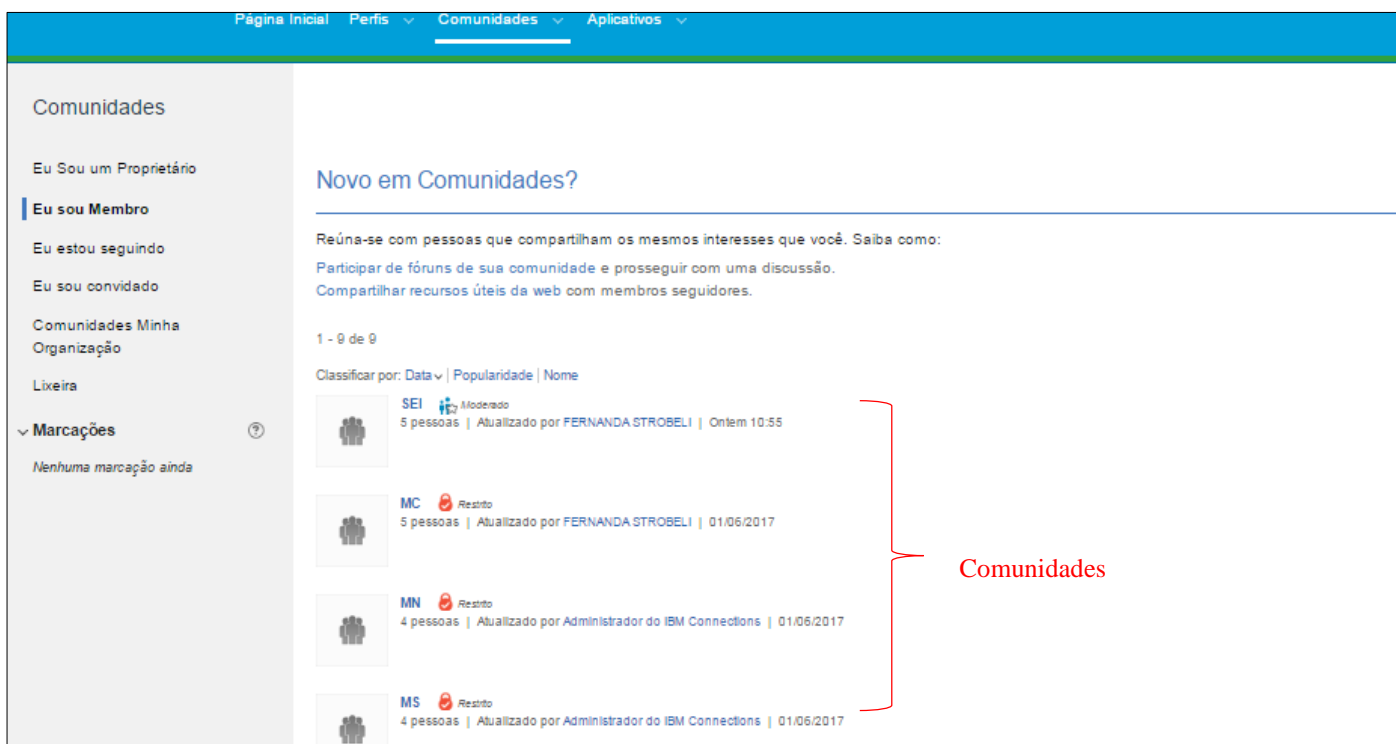 Página Inicial Perfis Comunidades Aplicativos
Comunidades
Eu Sou um Proprietário
Eu sou Membro
Eu estou seguindo
Eu sou convidado
Comunidades Minha
Organização
Lixeira
Marcações ?
Nenhuma marcação ainda
Novo em Comunidades?
Reúna-se com pessoas que compartilham os mesmos interesses que você. Saiba como:
Participar de fóruns de sua comunidade e prosseguir com uma discussão.
Compartilhar recursos úteis da web com membros seguidores.
1 - 9 de 9
Classificar por: Data | Popularidade | Nome
SEI Moderado
5 pessoas | Atualizado por FERNANDA STROBELI | Ontem 10:55
MC Restrito
5 pessoas | Atualizado por FERNANDA STROBELI | 01/06/2017
MN Restrito
4 pessoas | Atualizado por Administrador do IBM Connections | 01/06/2017
MS Restrito
4 pessoas | Atualizado por Administrador do IBM Connections | 01/06/2017
Comunidades